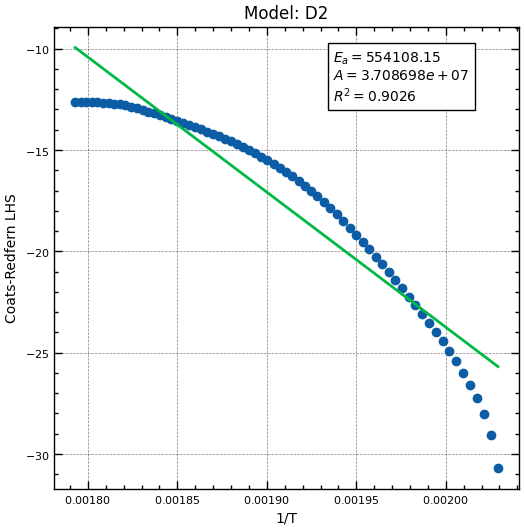 Model: D2
−10
−15
−20
−25
−30
Coats-Redfern LHS
E_a = 554108.15
A = 3.708698e + 07
R² = 0.9026
0.00180 0.00185 0.00190 0.00195 0.00200
1/T